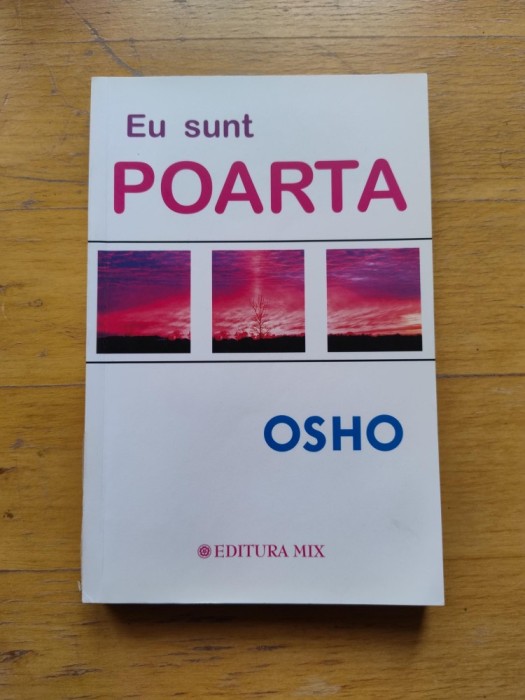 Eu sunt
POARTA
OSHO
EDITURA MIX